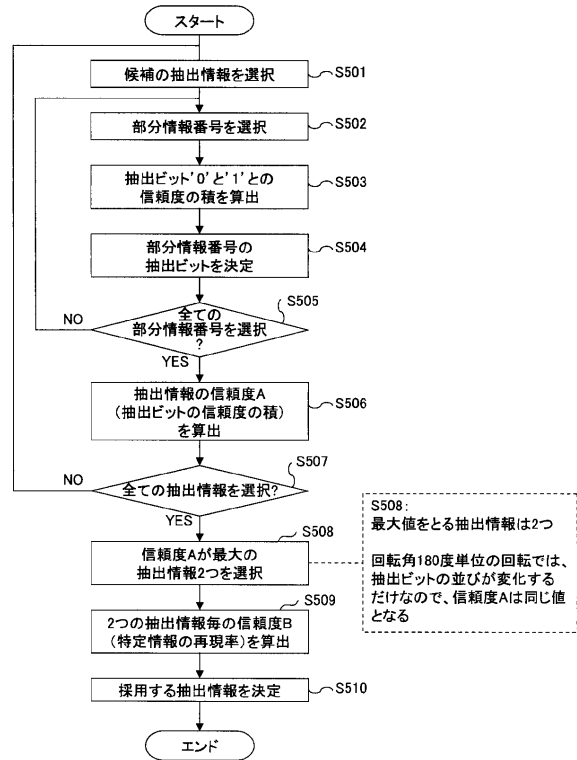 スタート
候補の抽出情報を選択
S501
部分情報番号を選択
S502
抽出ビット'0'と'1'との
信頼度の積を算出
S503
部分情報番号の
抽出ビットを決定
S504
S505
全ての
部分情報番号を選択
?
NO
YES
抽出情報の信頼度A
(抽出ビットの信頼度の積)
を算出
S506
S507
全ての抽出情報を選択?
NO
YES
S508
信頼度Aが最大の
抽出情報2つを選択
S508:
最大値をとる抽出情報は2つ
回転角180度単位の回転では、
抽出ビットの並びが変化する
だけなので、信頼度Aは同じ値
となる
S509
2つの抽出情報毎の信頼度B
(特定情報の再現率)を算出
採用する抽出情報を決定
S510
エンド